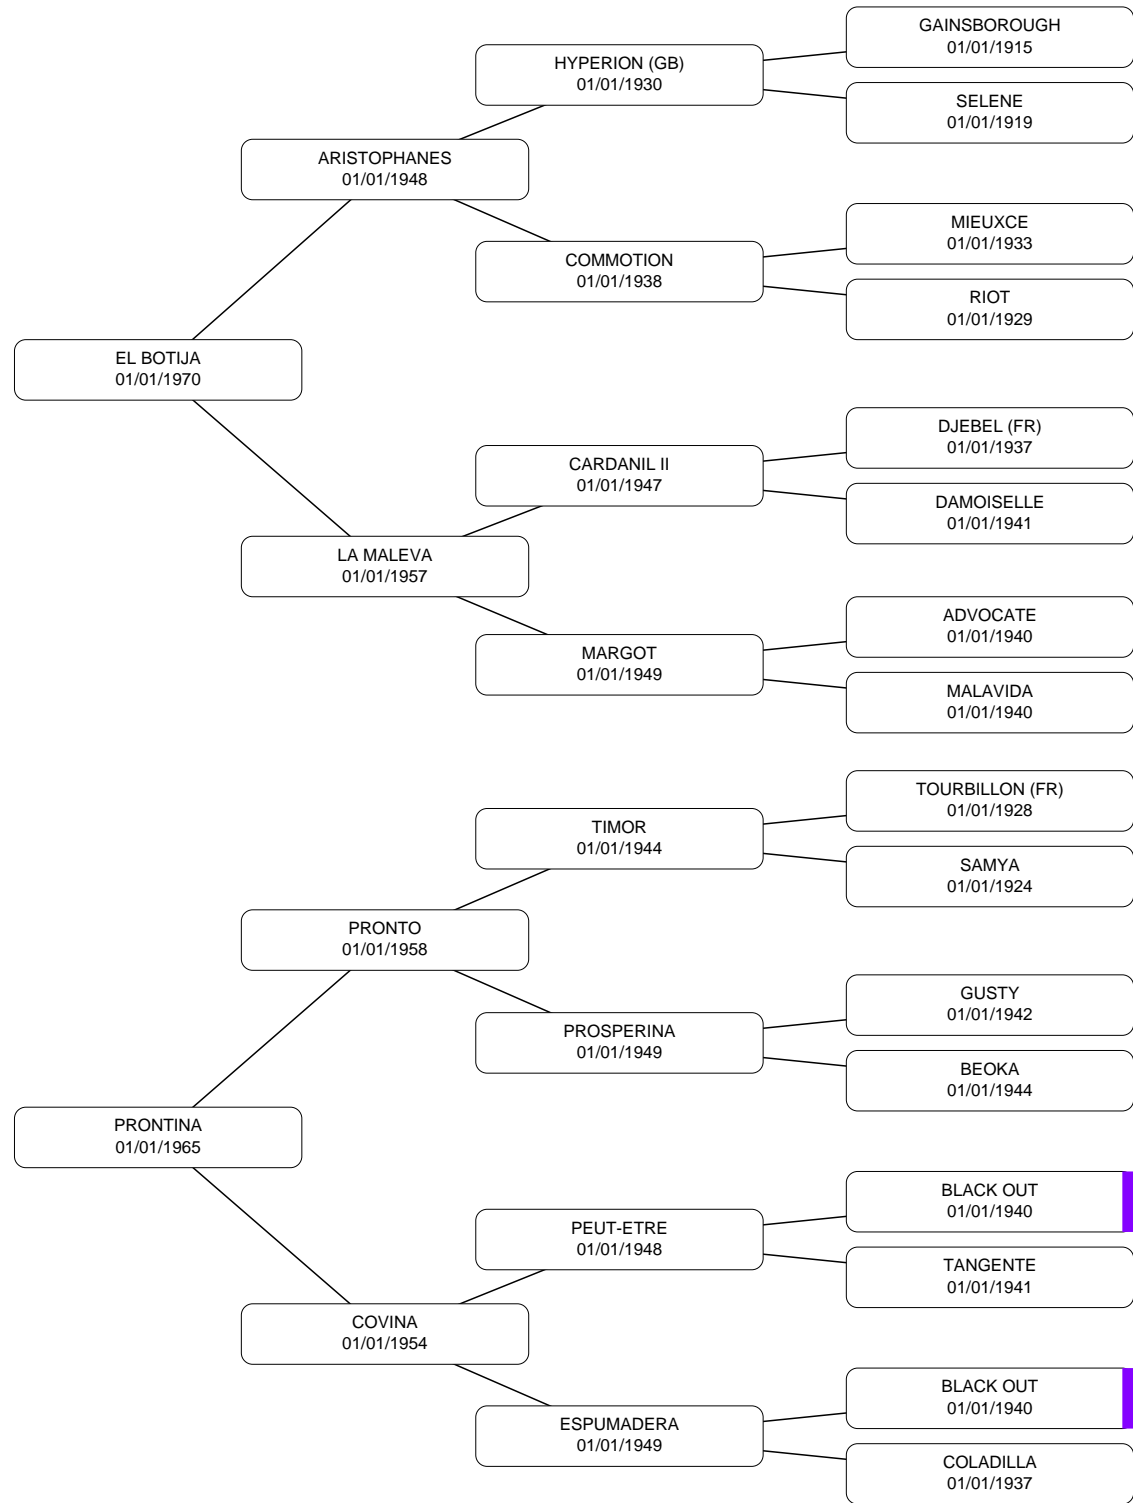 GAINSBOROUGH
01/01/1915
HYPERION (GB)
01/01/1930
SELENE
01/01/1919
ARISTOPHANES
01/01/1948
MIEUXCE
01/01/1933
COMMOTION
01/01/1938
RIOT
01/01/1929
EL BOTIJA
01/01/1970
DJEBEL (FR)
01/01/1937
CARDANIL II
01/01/1947
DAMOISELLE
01/01/1941
LA MALEVA
01/01/1957
ADVOCATE
01/01/1940
MARGOT
01/01/1949
MALAVIDA
01/01/1940
TOURBILLON (FR)
01/01/1928
TIMOR
01/01/1944
SAMYA
01/01/1924
PRONTO
01/01/1958
GUSTY
01/01/1942
PROSPERINA
01/01/1949
BEOKA
01/01/1944
PRONTINA
01/01/1965
BLACK OUT
01/01/1940
PEUT-ETRE
01/01/1948
TANGENTE
01/01/1941
COVINA
01/01/1954
BLACK OUT
01/01/1940
ESPUMADERA
01/01/1949
COLADILLA
01/01/1937